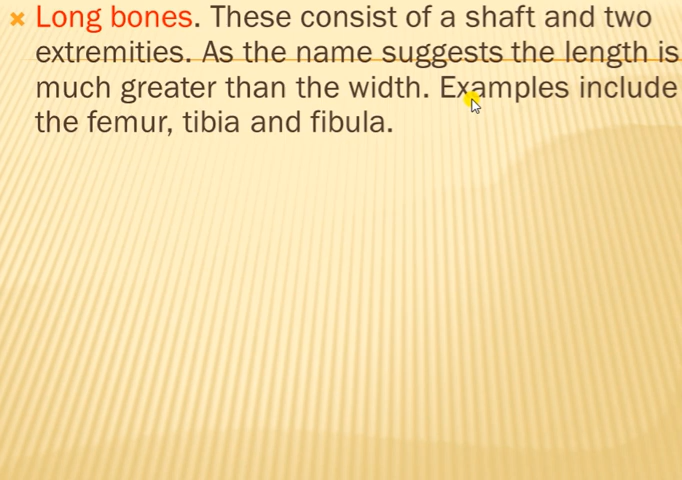 Long bones. These consist of a shaft and two
extremities. As the name suggests the length is
much greater than the width. Examples include
the femur, tibia and fibula.